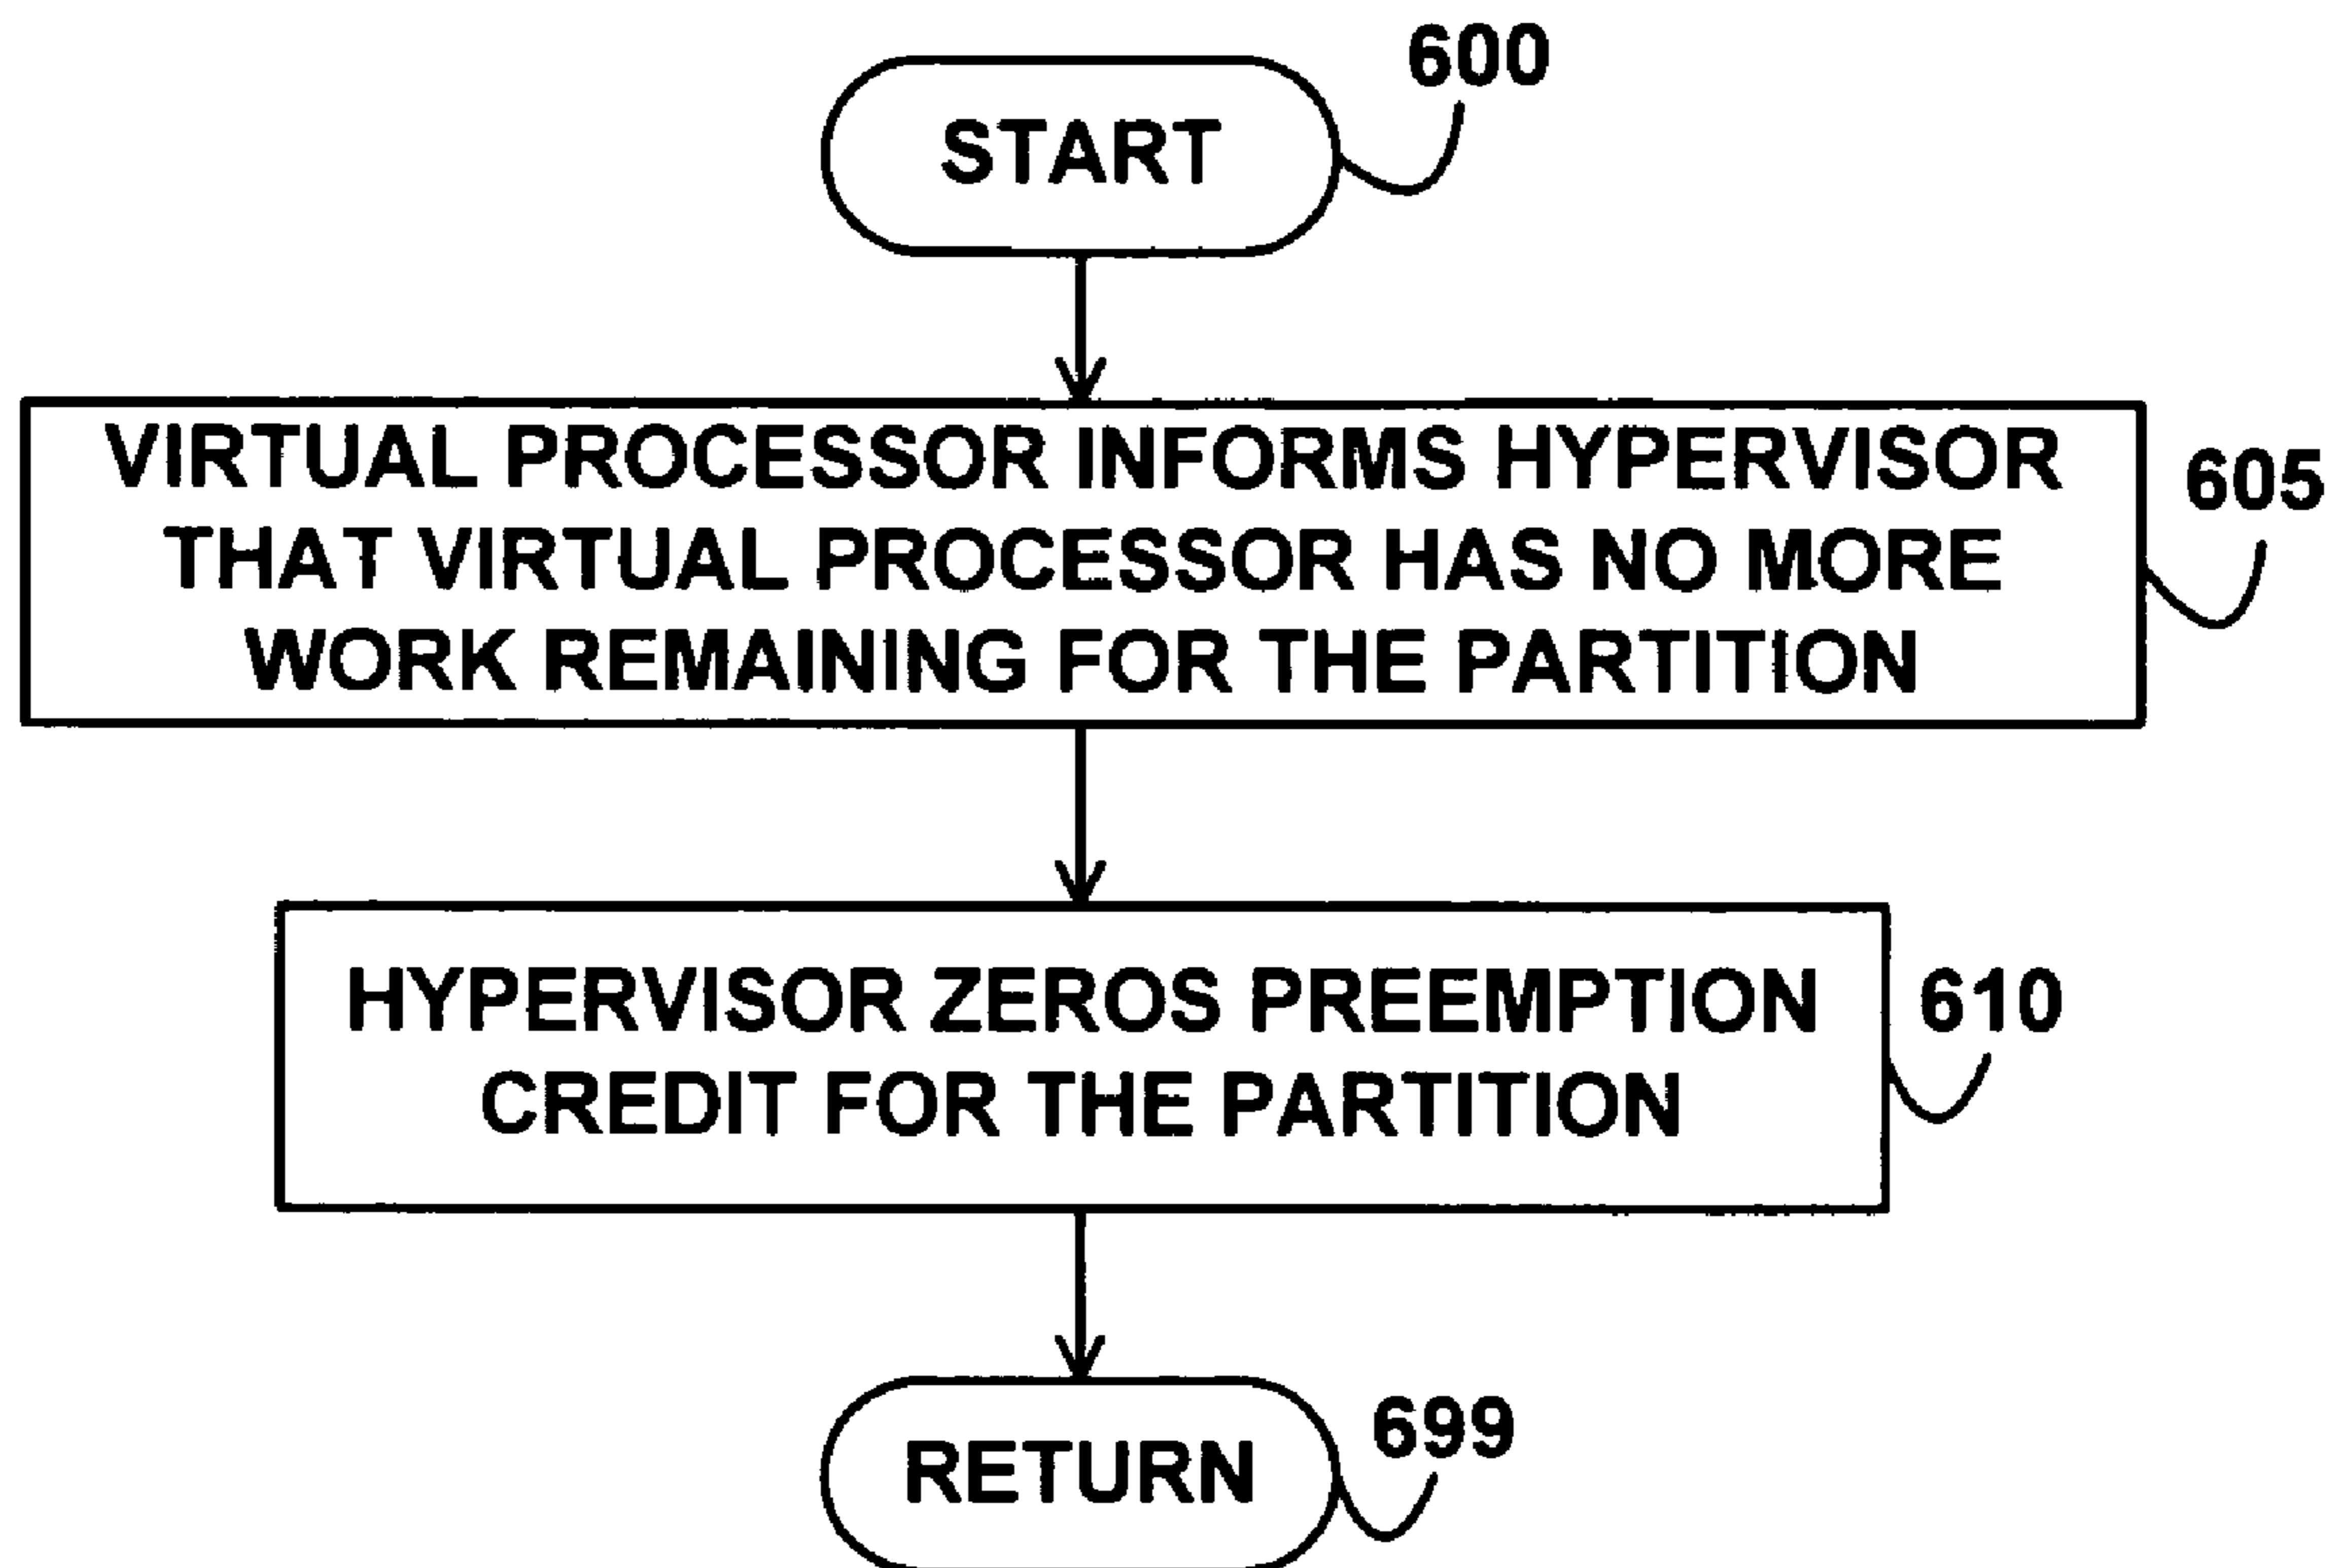 600
START
VIRTUAL PROCESSOR INFORMS HYPERVISOR
THAT VIRTUAL PROCESSOR HAS NO MORE
WORK REMAINING FOR THE PARTITION
605
HYPERVISOR ZEROS PREEMPTION
CREDIT FOR THE PARTITION
610
RETURN
699